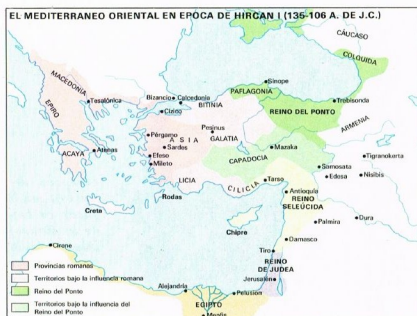 EL MEDITERRANEO ORIENTAL EN EPOCA DE HIRCAN I (135-106 A. DE J.C.)
CÁUCASO
COLQUIDA
MACEDONIA
Sinope
PAFLAGONIA
Bizancio
Calcedonia
Tesalónica
BITINIA
REINO DEL PONTO
Trebisonda
EPIRO
Cízico
ARMENIA
Pesinus
Pérgamo
ASIA
GALATIA
Mazaka
Tigranokarta
Sardes
ACAYA
Atenas
Efeso
CAPADOCIA
Mileto
Samosata
Edesa
Nisibis
LICIA
CILICIA
Tarso
Antioquía
Rodas
REINO
SELEÚCIDA
Creta
Chipre
Palmira
Dura
Cirene
Damasco
Tiro
REINO
DE JUDEA
Jerusalén
Alejandría
Pelusion
EGIPTO
Menfis
Provincias romanas
Territorios bajo la influencia romana
Reino del Ponto
Territorios bajo la influencia del
Reino del Ponto